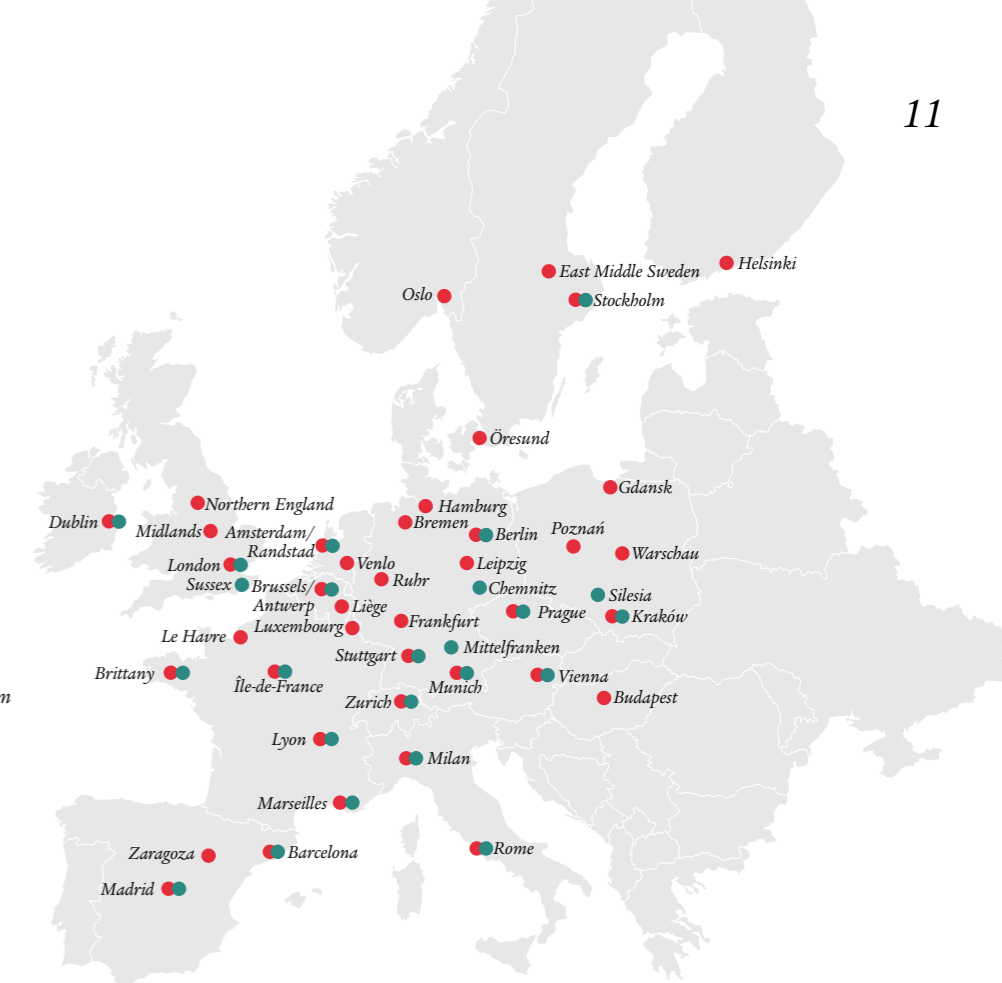 11
Helsinki
East Middle Sweden
Oslo
Stockholm
Öresund
Gdansk
Northern England
Hamburg
Dublin
Bremen
Midlands
Amsterdam/
Randstad
Berlin
Poznań
Warschau
London
Venlo
Leipzig
Sussex
Brussels/
Antwerp
Ruhr
Chemnitz
Silesia
Liège
Prague
Kraków
Luxembourg
Frankfurt
Le Havre
Stuttgart
Mittelfranken
Brittany
Île-de-France
Munich
Vienna
Zurich
Budapest
Lyon
Milan
Marseilles
Zaragoza
Barcelona
Rome
Madrid